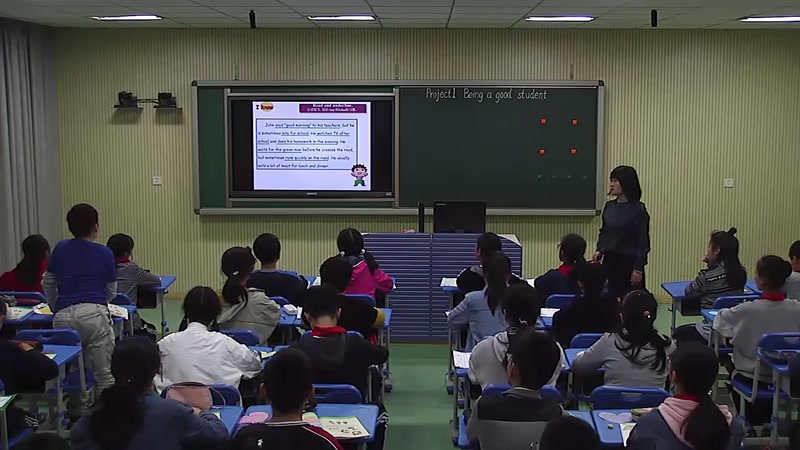 Project1 Being a good student
I know
Read and underline.
John says "good morning" to his teachers, but he
is sometimes late for school. He watches TV after
school and does his homework in the evening. He
waits for the green man before he crosses the road,
but sometimes runs quickly on the road. He usually
eats a lot of meat for lunch and dinner.